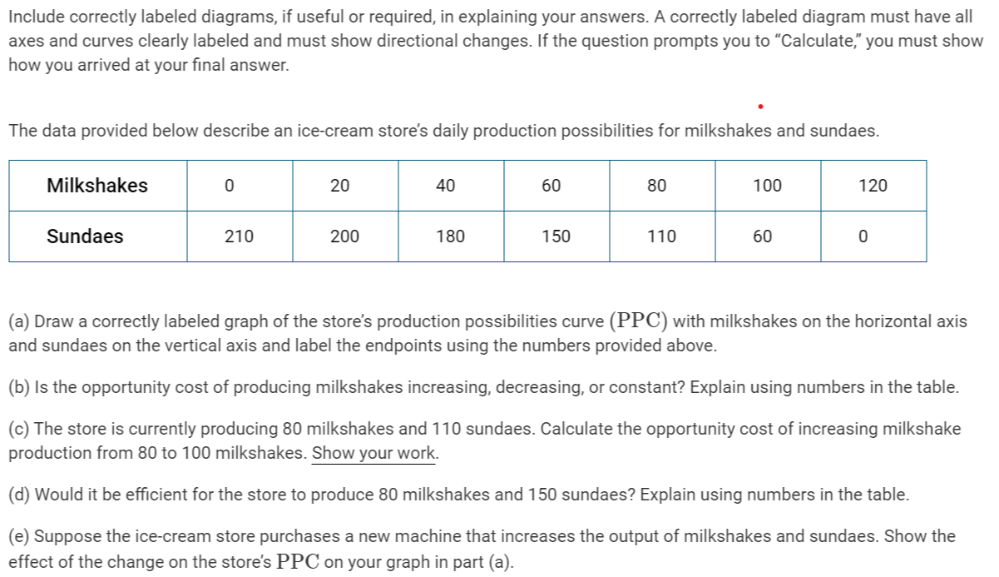 Include correctly labeled diagrams, if useful or required, in explaining your answers. A correctly labeled diagram must have all
axes and curves clearly labeled and must show directional changes. If the question prompts you to “Calculate,” you must show
how you arrived at your final answer.
The data provided below describe an ice-cream store’s daily production possibilities for milkshakes and sundaes.
Milkshakes 0 20 40 60 80 100 120
Sundaes 210 200 180 150 110 60 0
(a) Draw a correctly labeled graph of the store’s production possibilities curve (PPC) with milkshakes on the horizontal axis
and sundaes on the vertical axis and label the endpoints using the numbers provided above.
(b) Is the opportunity cost of producing milkshakes increasing, decreasing, or constant? Explain using numbers in the table.
(c) The store is currently producing 80 milkshakes and 110 sundaes. Calculate the opportunity cost of increasing milkshake
production from 80 to 100 milkshakes. Show your work.
(d) Would it be efficient for the store to produce 80 milkshakes and 150 sundaes? Explain using numbers in the table.
(e) Suppose the ice-cream store purchases a new machine that increases the output of milkshakes and sundaes. Show the
effect of the change on the store’s PPC on your graph in part (a).